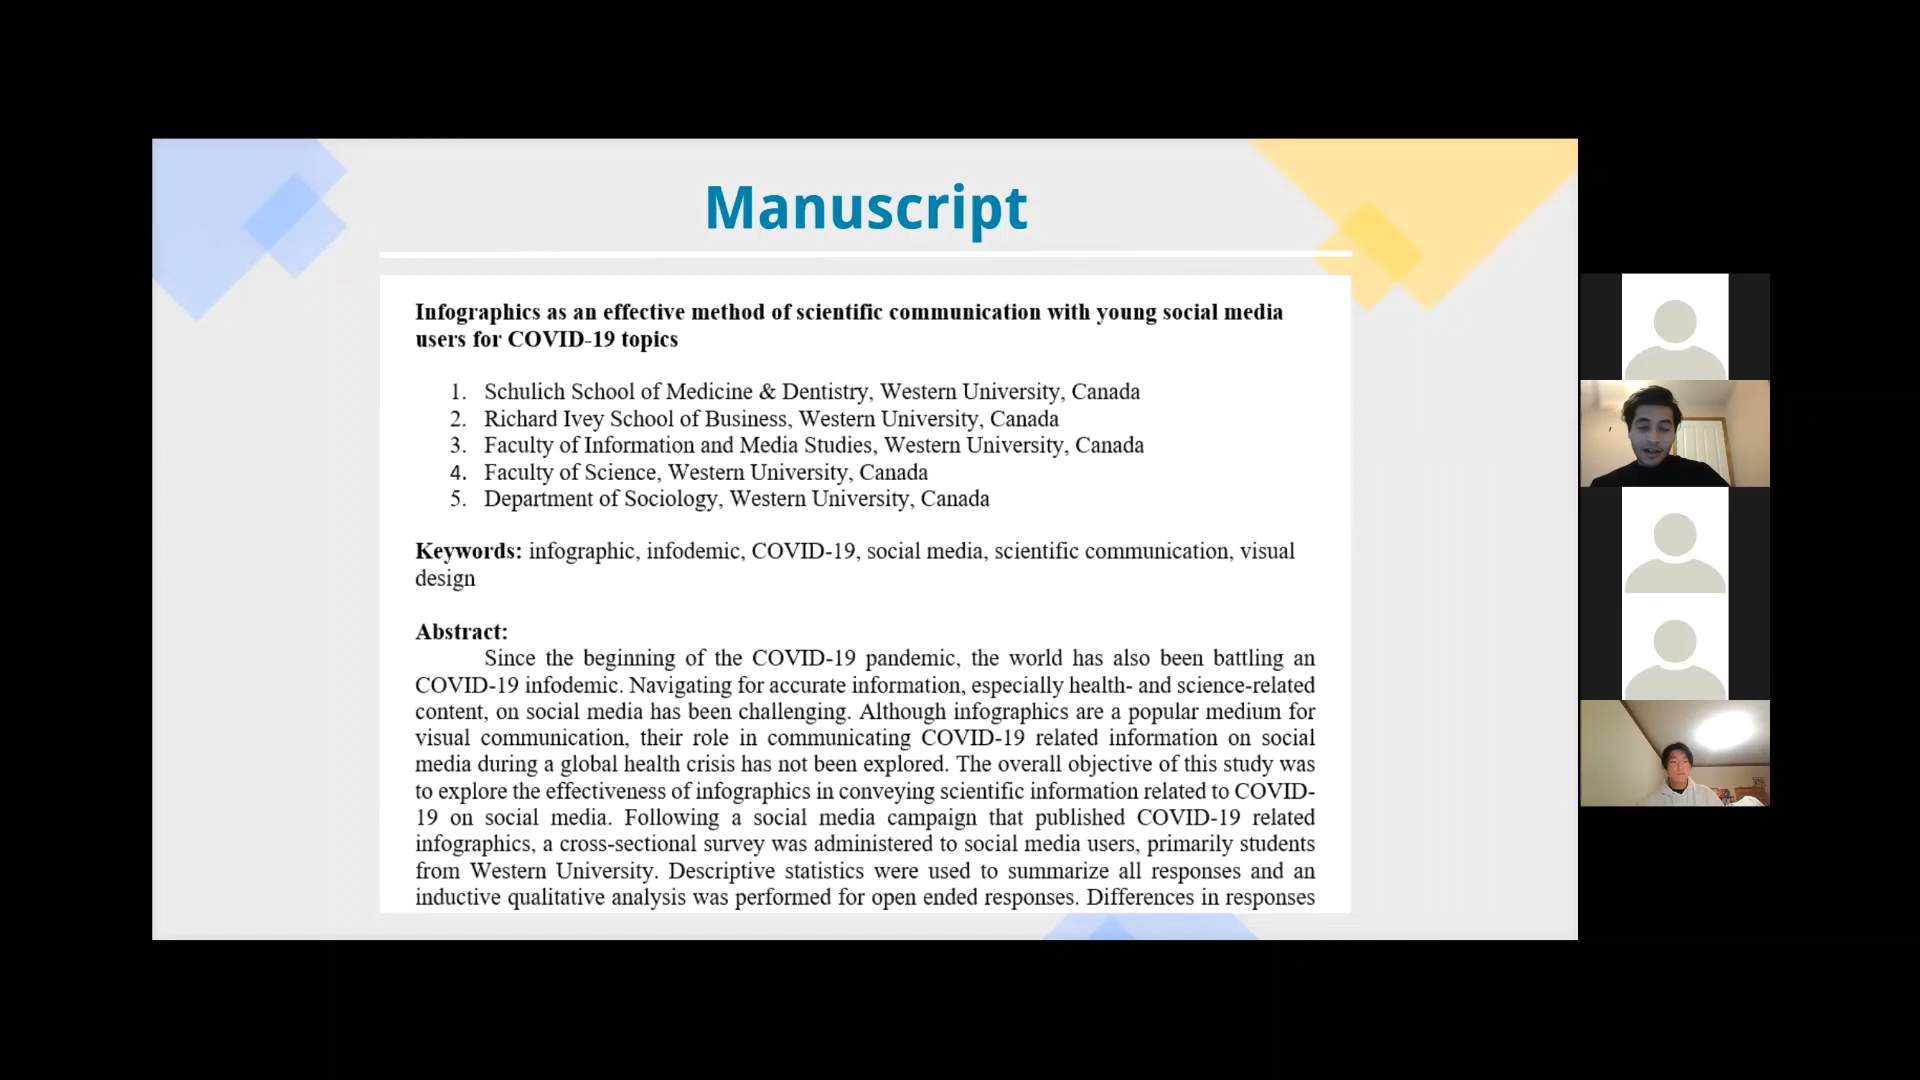 Manuscript
Infographics as an effective method of scientific communication with young social media
users for COVID-19 topics
1. Schulich School of Medicine & Dentistry, Western University, Canada
2. Richard Ivey School of Business, Western University, Canada
3. Faculty of Information and Media Studies, Western University, Canada
4. Faculty of Science, Western University, Canada
5. Department of Sociology, Western University, Canada
Keywords: infographic, infodemic, COVID-19, social media, scientific communication, visual
design
Abstract:
Since the beginning of the COVID-19 pandemic, the world has also been battling an
COVID-19 infodemic. Navigating for accurate information, especially health- and science-related
content, on social media has been challenging. Although infographics are a popular medium for
visual communication, their role in communicating COVID-19 related information on social
media during a global health crisis has not been explored. The overall objective of this study was
to explore the effectiveness of infographics in conveying scientific information related to COVID-
19 on social media. Following a social media campaign that published COVID-19 related
infographics, a cross-sectional survey was administered to social media users, primarily students
from Western University. Descriptive statistics were used to summarize all responses and an
inductive qualitative analysis was performed for open ended responses. Differences in responses